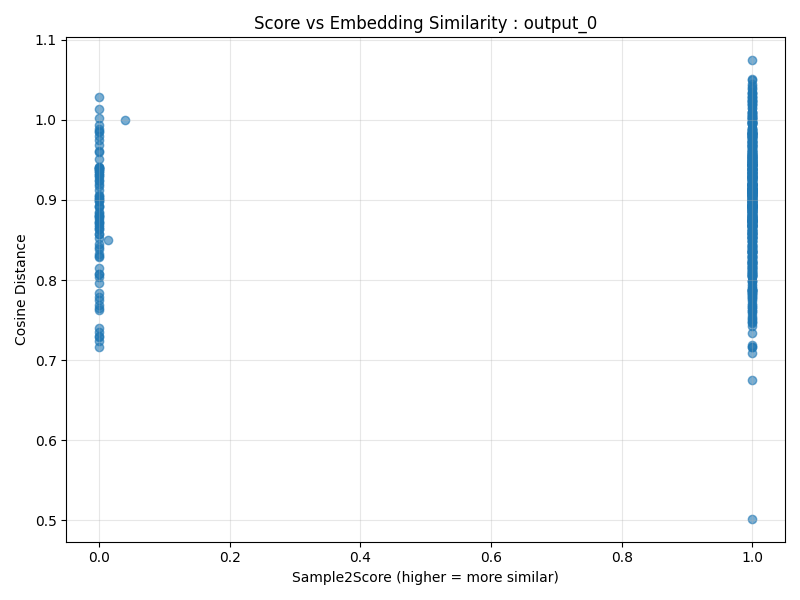 Score vs Embedding Similarity : output_0
1.1
1.0
0.9
0.8
0.7
0.6
0.5
Cosine Distance
0.0 0.2 0.4 0.6 0.8 1.0
Sample2Score (higher = more similar)